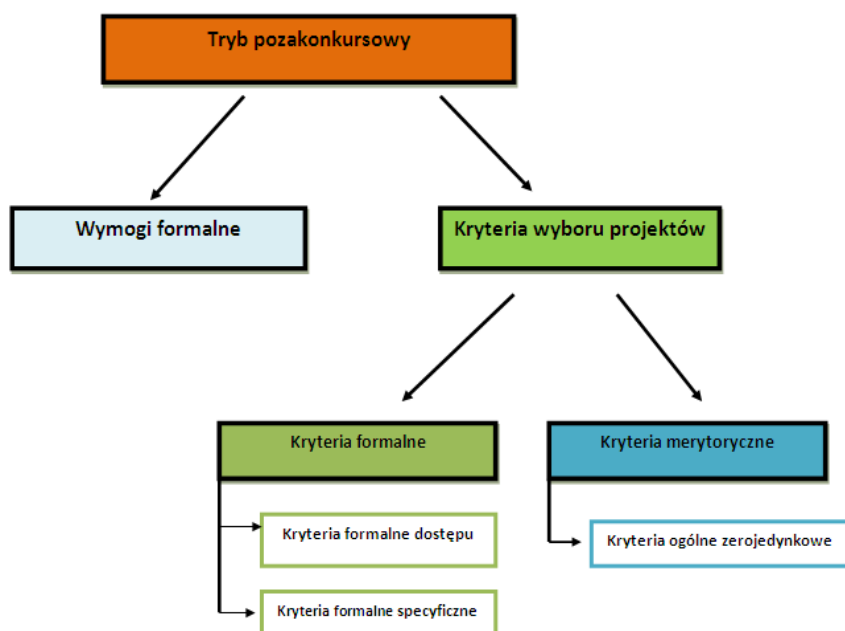 Tryb pozakonkursowy
Wymogi formalne
Kryteria wyboru projektów
Kryteria formalne
Kryteria merytoryczne
Kryteria formalne dostępu
Kryteria ogólne zerojedynkowe
Kryteria formalne specyficzne